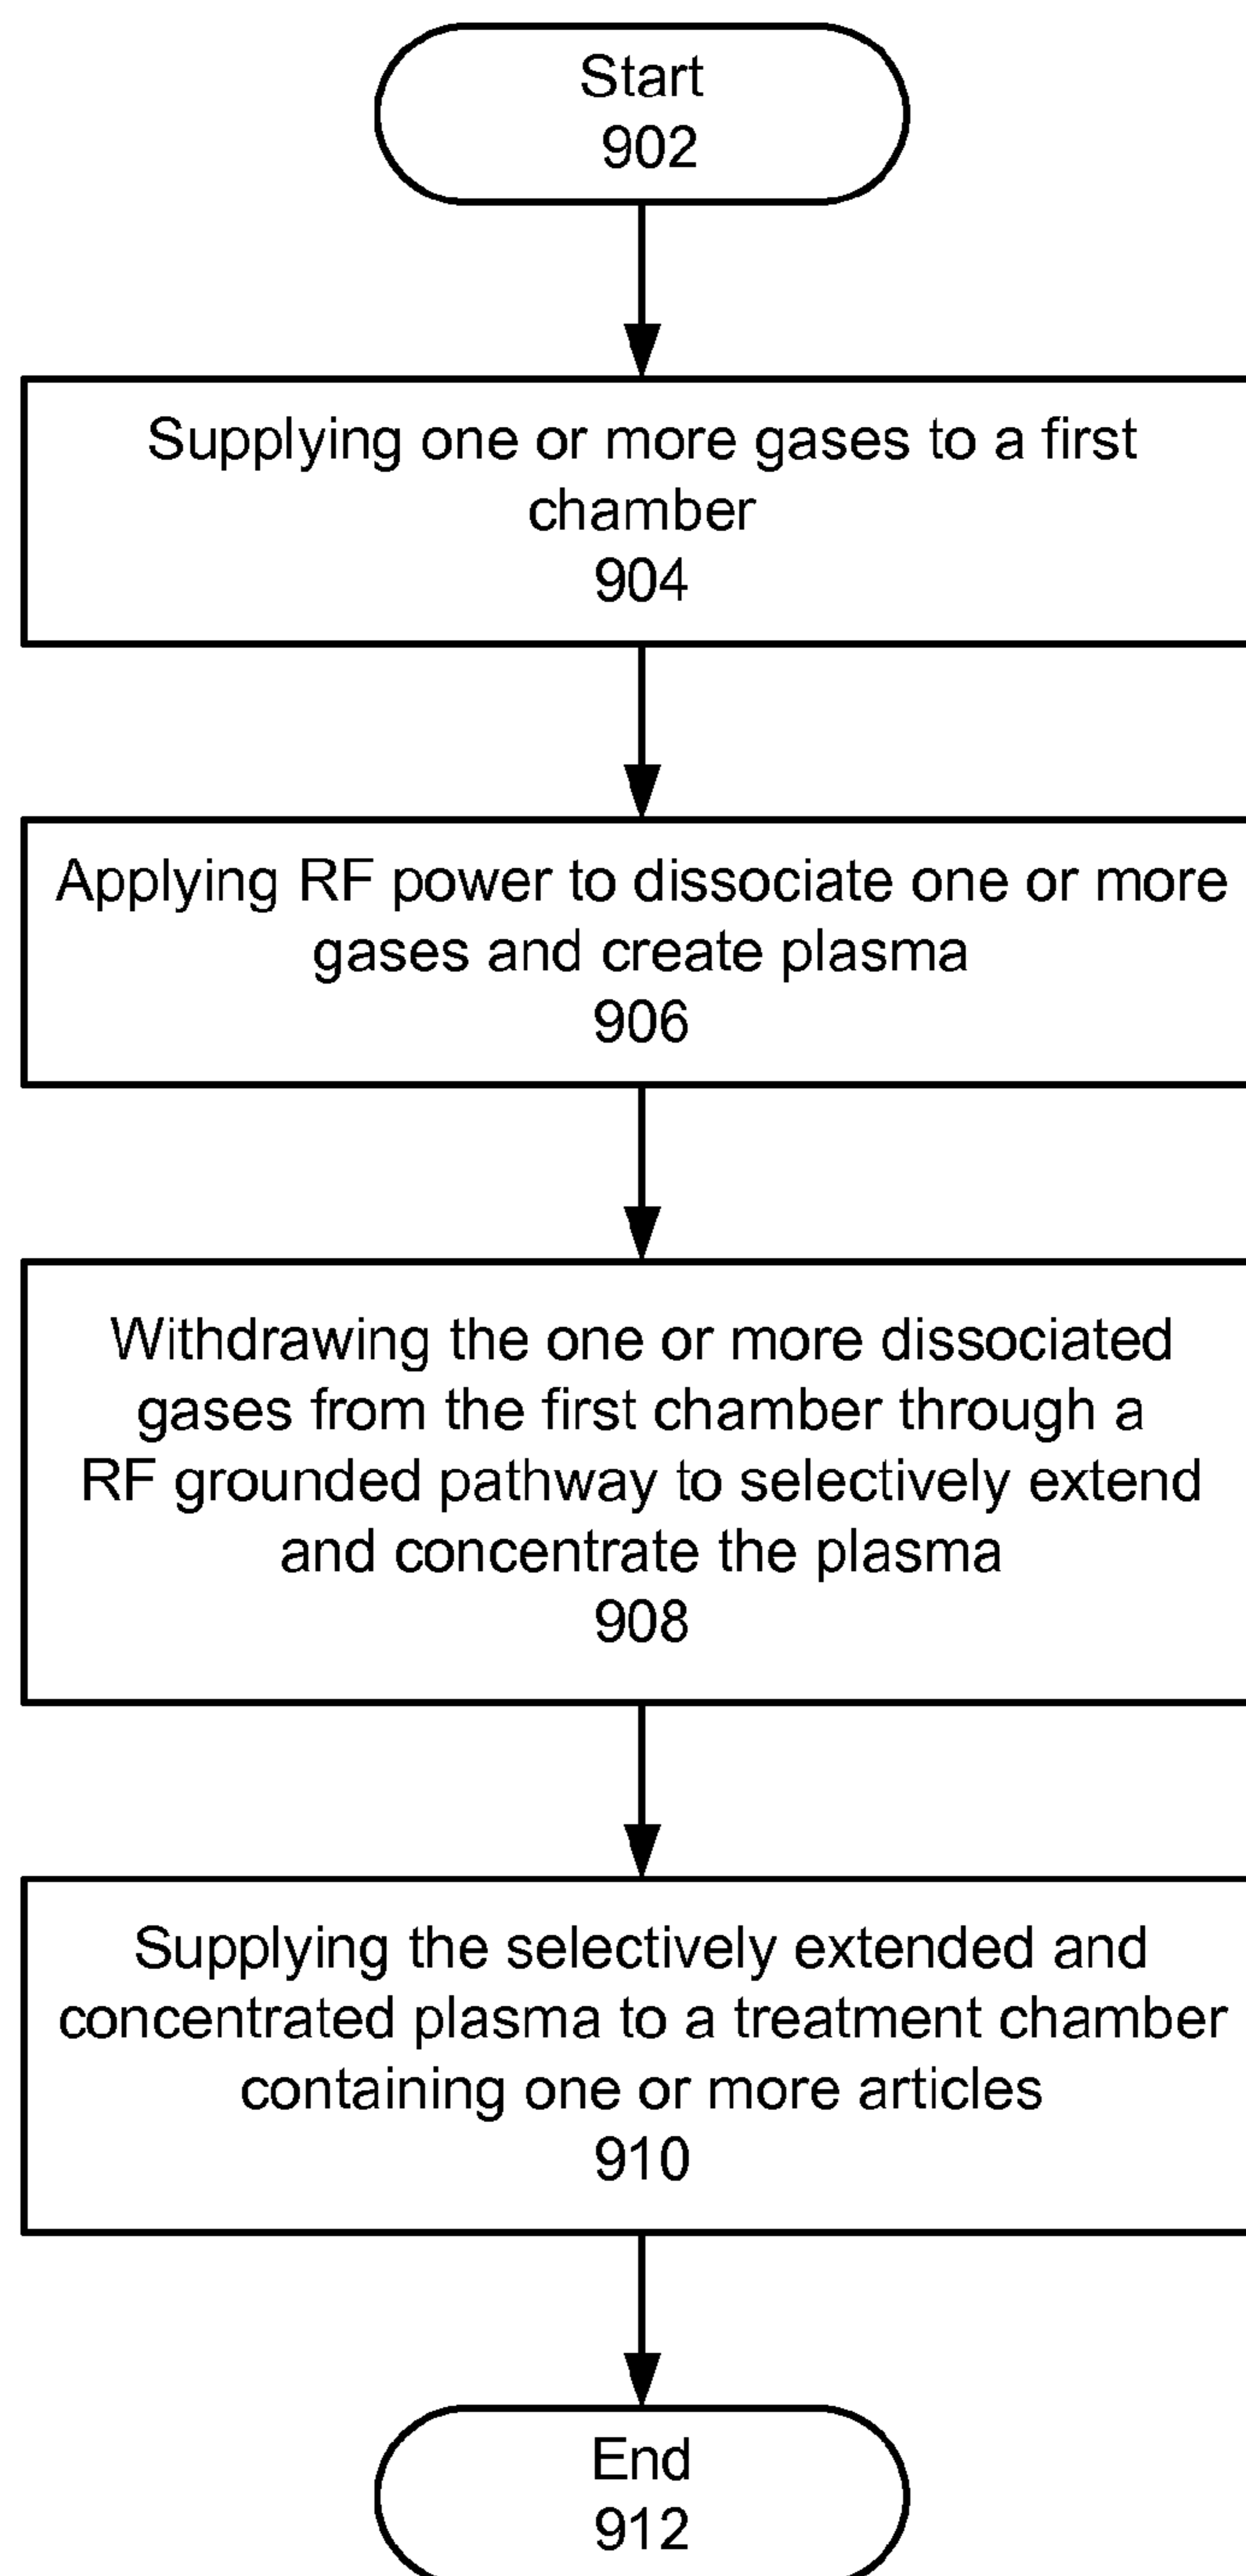 Start
902
Supplying one or more gases to a first
chamber
904
Applying RF power to dissociate one or more
gases and create plasma
906
Withdrawing the one or more dissociated
gases from the first chamber through a
RF grounded pathway to selectively extend
and concentrate the plasma
908
Supplying the selectively extended and
concentrated plasma to a treatment chamber
containing one or more articles
910
End
912